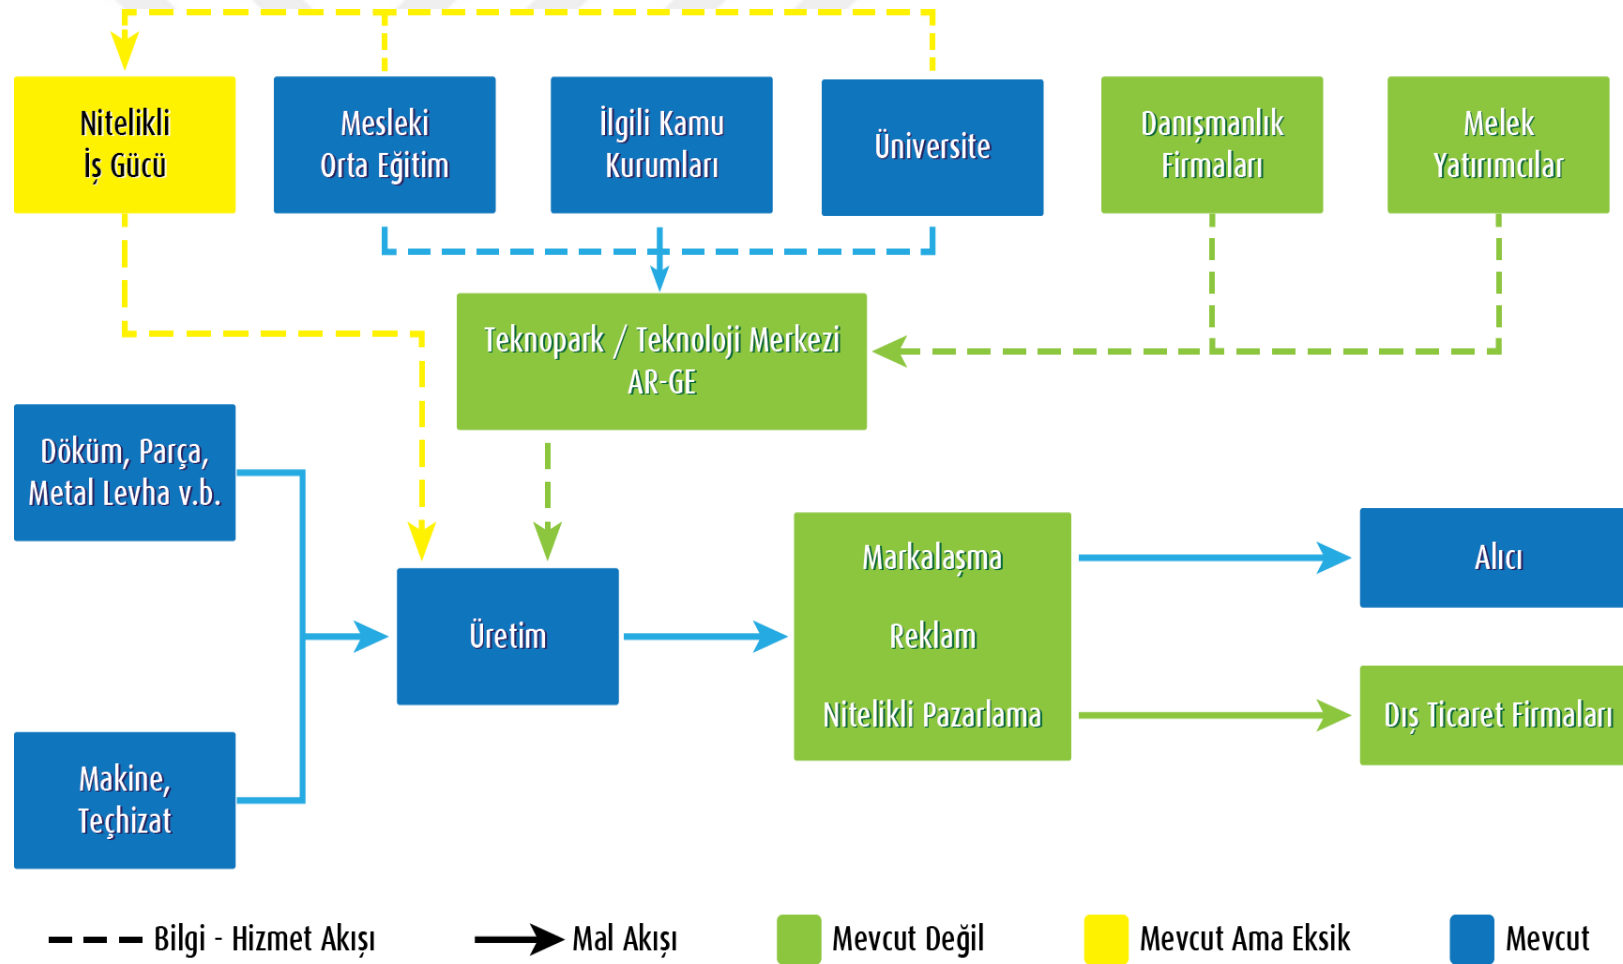 Nitelikli
İş Gücü
Mesleki
Orta Eğitim
İlgili Kamu
Kurumları
Üniversite
Danışmanlık
Firmaları
Melek
Yatırımcılar
Teknopark / Teknoloji Merkezi
AR-GE
Döküm, Parça,
Metal Levha v.b.
Makine,
Teçhizat
Üretim
Markalaşma
Reklam
Nitelikli Pazarlama
Alıcı
Dış Ticaret Firmaları
Bilgi - Hizmet Akışı
Mal Akışı
Mevcut Değil
Mevcut Ama Eksik
Mevcut